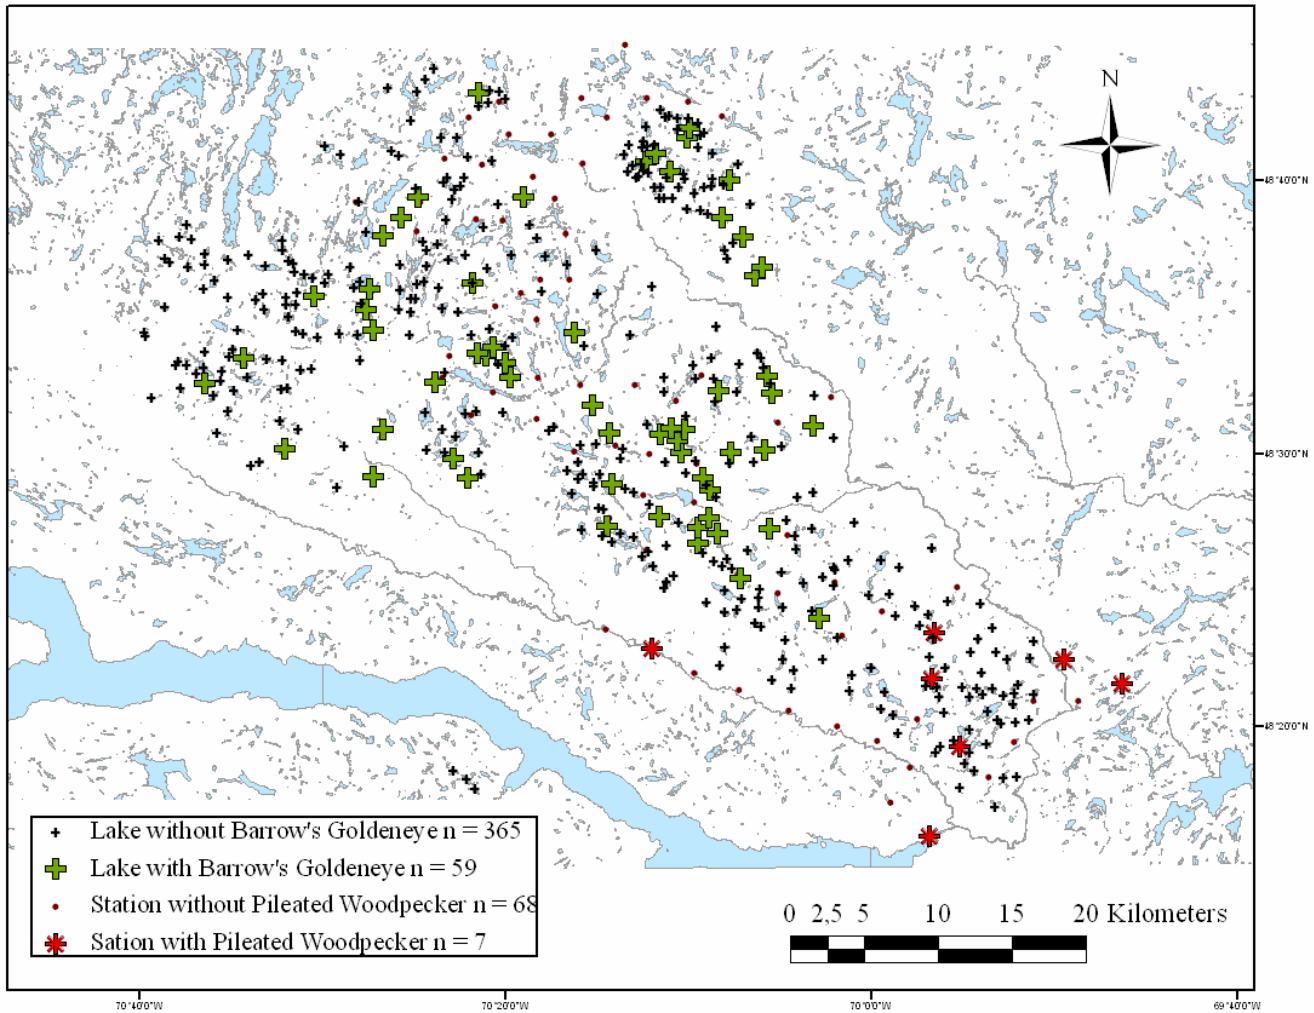 N
48°40'0"N
48°30'0"N
48°20'0"N
Lake without Barrow's Goldeneye n = 365
Lake with Barrow's Goldeneye n = 59
Station without Pileated Woodpecker n = 68
Sation with Pileated Woodpecker n = 7
0 2,5 5 10 15 20 Kilometers
70°40'0"W 70°20'0"W 70°0'0"W 69°40'0"W